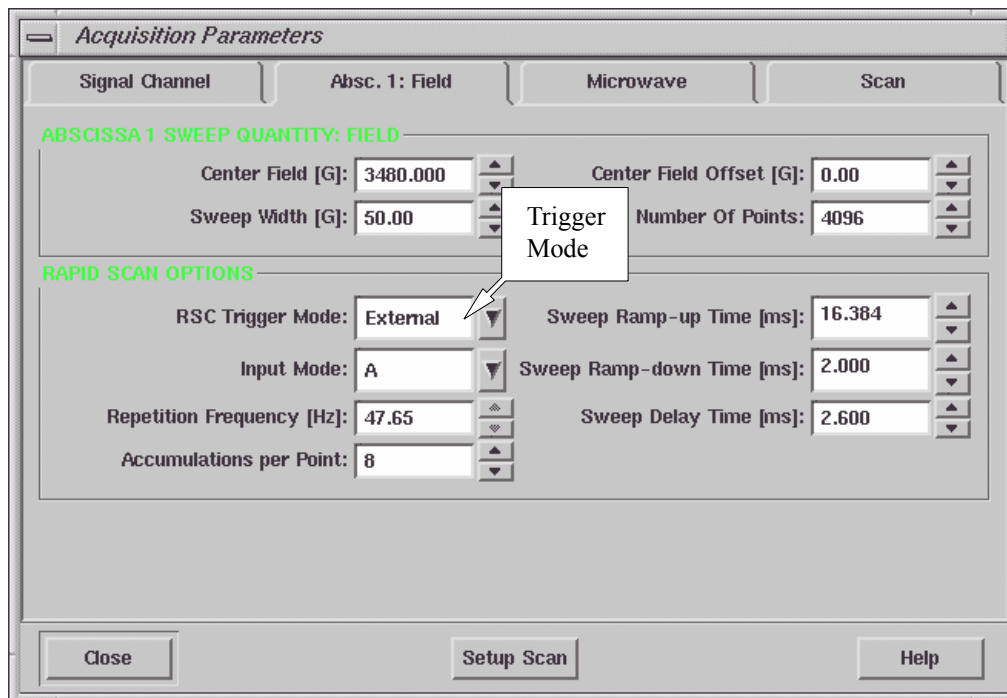 Acquisition Parameters
Signal Channel
Absc. 1: Field
Microwave
Scan
ABSCISSA 1 SWEEP QUANTITY: FIELD
Center Field [G]: 3480.000
Center Field Offset [G]: 0.00
Sweep Width [G]: 50.00
Number Of Points: 4096
Trigger
Mode
RAPID SCAN OPTIONS
RSC Trigger Mode: External
Sweep Ramp-up Time [ms]: 16.384
Input Mode: A
Sweep Ramp-down Time [ms]: 2.000
Repetition Frequency [Hz]: 47.65
Sweep Delay Time [ms]: 2.600
Accumulations per Point: 8
Close
Setup Scan
Help